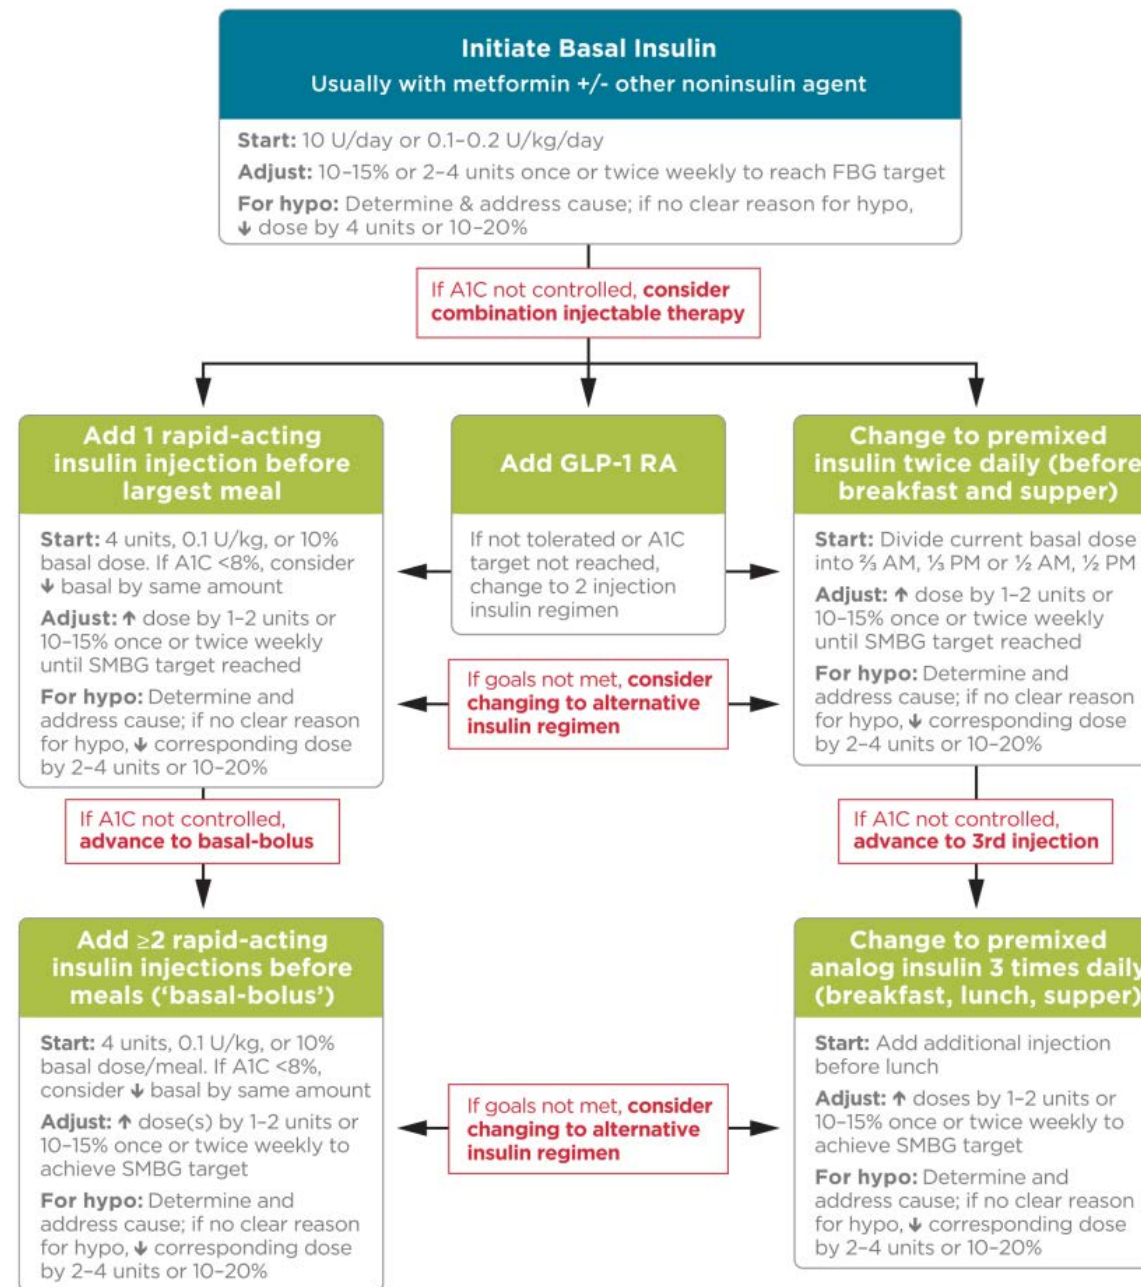 Initiate Basal Insulin
Usually with metformin +/- other noninsulin agent
Start: 10 U/day or 0.1–0.2 U/kg/day
Adjust: 10–15% or 2–4 units once or twice weekly to reach FBG target
For hypo: Determine & address cause; if no clear reason for hypo,
↓ dose by 4 units or 10–20%
If A1C not controlled, consider
combination injectable therapy
Add 1 rapid-acting
insulin injection before
largest meal
Start: 4 units, 0.1 U/kg, or 10%
basal dose. If A1C <8%, consider
↓ basal by same amount
Adjust: ↑ dose by 1–2 units or
10–15% once or twice weekly
until SMBG target reached
For hypo: Determine and
address cause; if no clear reason
for hypo, ↓ corresponding dose
by 2–4 units or 10–20%
Add GLP-1 RA
If not tolerated or A1C
target not reached,
change to 2 injection
insulin regimen
Change to premixed
insulin twice daily (before
breakfast and supper)
Start: Divide current basal dose
into ⅔ AM, ⅓ PM or ½ AM, ½ PM
Adjust: ↑ dose by 1–2 units or
10–15% once or twice weekly
until SMBG target reached
For hypo: Determine and
address cause; if no clear reason
for hypo, ↓ corresponding dose
by 2–4 units or 10–20%
If goals not met, consider
changing to alternative
insulin regimen
If A1C not controlled,
advance to basal-bolus
If A1C not controlled,
advance to 3rd injection
Add ≥2 rapid-acting
insulin injections before
meals (‘basal-bolus’)
Start: 4 units, 0.1 U/kg, or 10%
basal dose/meal. If A1C <8%,
consider ↓ basal by same amount
Adjust: ↑ dose(s) by 1–2 units or
10–15% once or twice weekly to
achieve SMBG target
For hypo: Determine and
address cause; if no clear reason
for hypo, ↓ corresponding dose
by 2–4 units or 10–20%
If goals not met, consider
changing to alternative
insulin regimen
Change to premixed
analog insulin 3 times daily
(breakfast, lunch, supper)
Start: Add additional injection
before lunch
Adjust: ↑ doses by 1–2 units or
10–15% once or twice weekly to
achieve SMBG target
For hypo: Determine and
address cause; if no clear reason
for hypo, ↓ corresponding dose
by 2–4 units or 10–20%